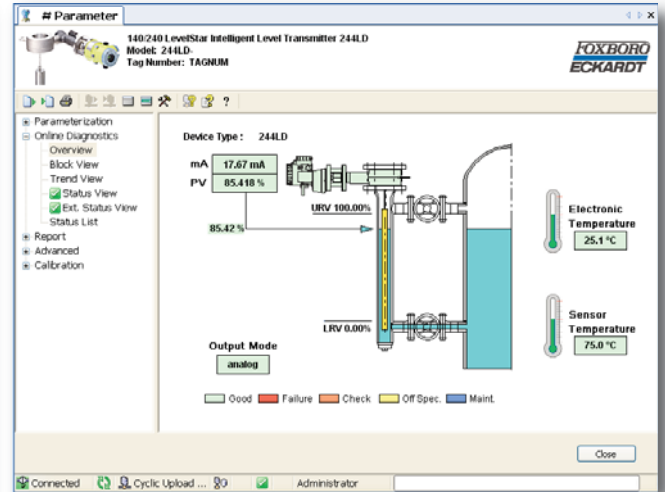 # Parameter
140/240 LevelStar Intelligent Level Transmitter 244LD
Model: 244LD-
Tag Number: TAGNUM
FOXBORO
ECKARDT
Parameterization
Online Diagnostics
Overview
Block View
Trend View
Status View
Ext. Status View
Status List
Report
Advanced
Calibration
Device Type : 244LD
mA 17.67 mA
PV 85.418 %
URV 100.00%
85.42 %
LRV 0.00%
Output Mode
analog
Electronic
Temperature
25.1 °C
Sensor
Temperature
75.0 °C
Good Failure Check Off Spec. Maint.
Close
Connected Cyclic Upload ... Administrator